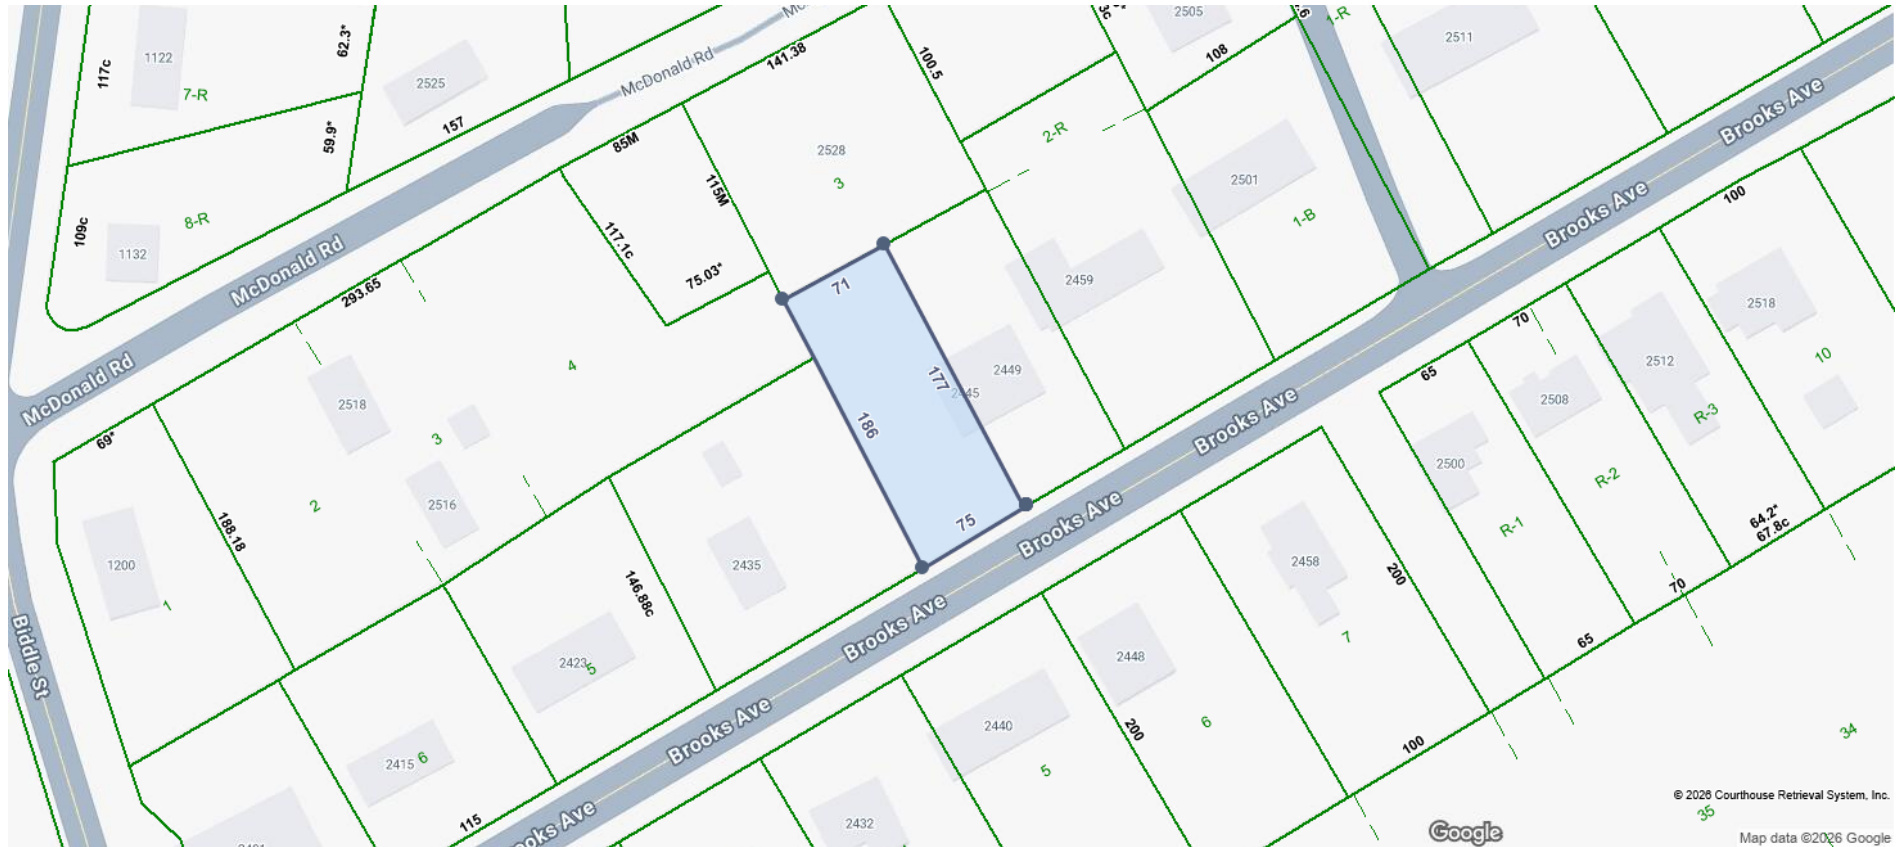 1122
117c
7-R
62.3*
59.9*
2525
157
McDonald Rd
141.38
85M
100.5
2505
108
1-R
2511
Brooks Ave
8-R
109c
1132
McDonald Rd
293.65
117.1c
75.03*
115M
2528
3
2-R
2501
1-B
Brooks Ave
100
McDonald Rd
69*
2518
3
4
71
177
186
75
2459
2449
2445
Brooks Ave
65
70
2518
2512
2508
10
R-3
R-2
R-1
2500
64.2*
67.8c
70
65
1200
1
188.18
2
2516
146.88c
2435
Brooks Ave
2458
200
7
Biddle St
2423
5
2415
6
115
Brooks Ave
Brooks Ave
2448
200
6
2440
5
2432
100
34
35
© 2026 Courthouse Retrieval System, Inc.
Google
Map data ©2026 Google